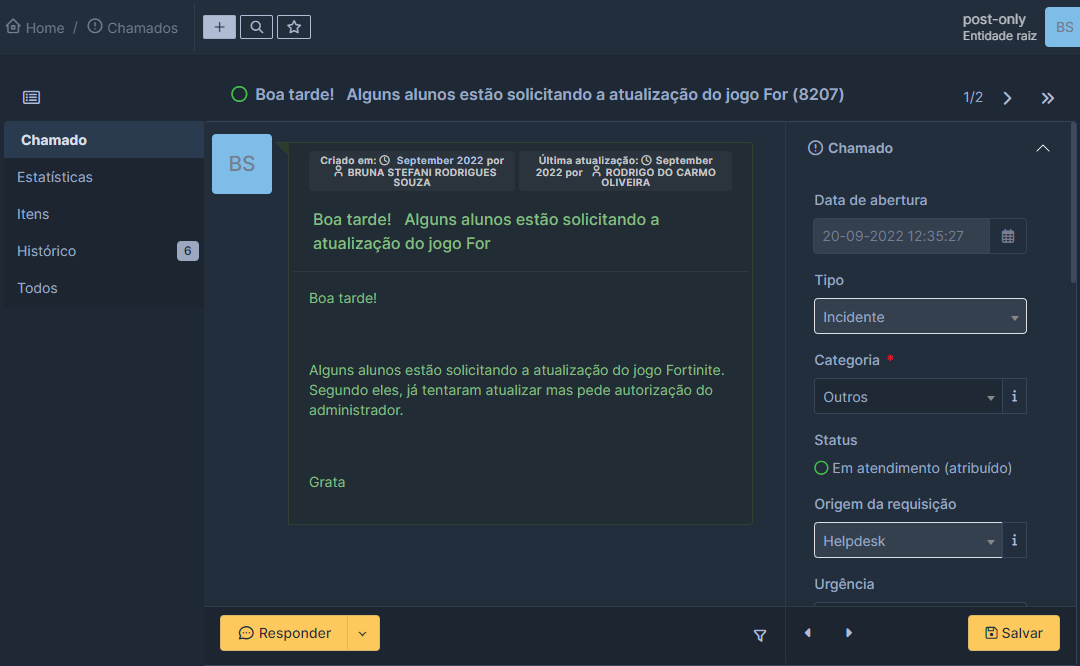 Home / Chamados
post-only
Entidade raiz
BS
Boa tarde! Alguns alunos estão solicitando a atualização do jogo For (8207)
1/2
Chamado
Estatísticas
Itens
Histórico 6
Todos
BS
Criado em: September 2022 por
BRUNA STEFANI RODRIGUES
SOUZA
Última atualização: September
2022 por RODRIGO DO CARMO
OLIVEIRA
Boa tarde! Alguns alunos estão solicitando a
atualização do jogo For
Boa tarde!
Alguns alunos estão solicitando a atualização do jogo Fortinite.
Segundo eles, já tentaram atualizar mas pede autorização do
administrador.
Grata
Chamado
Data de abertura
20-09-2022 12:35:27
Tipo
Incidente
Categoria *
Outros
Status
Em atendimento (atribuído)
Origem da requisição
Helpdesk
Urgência
Responder
Salvar